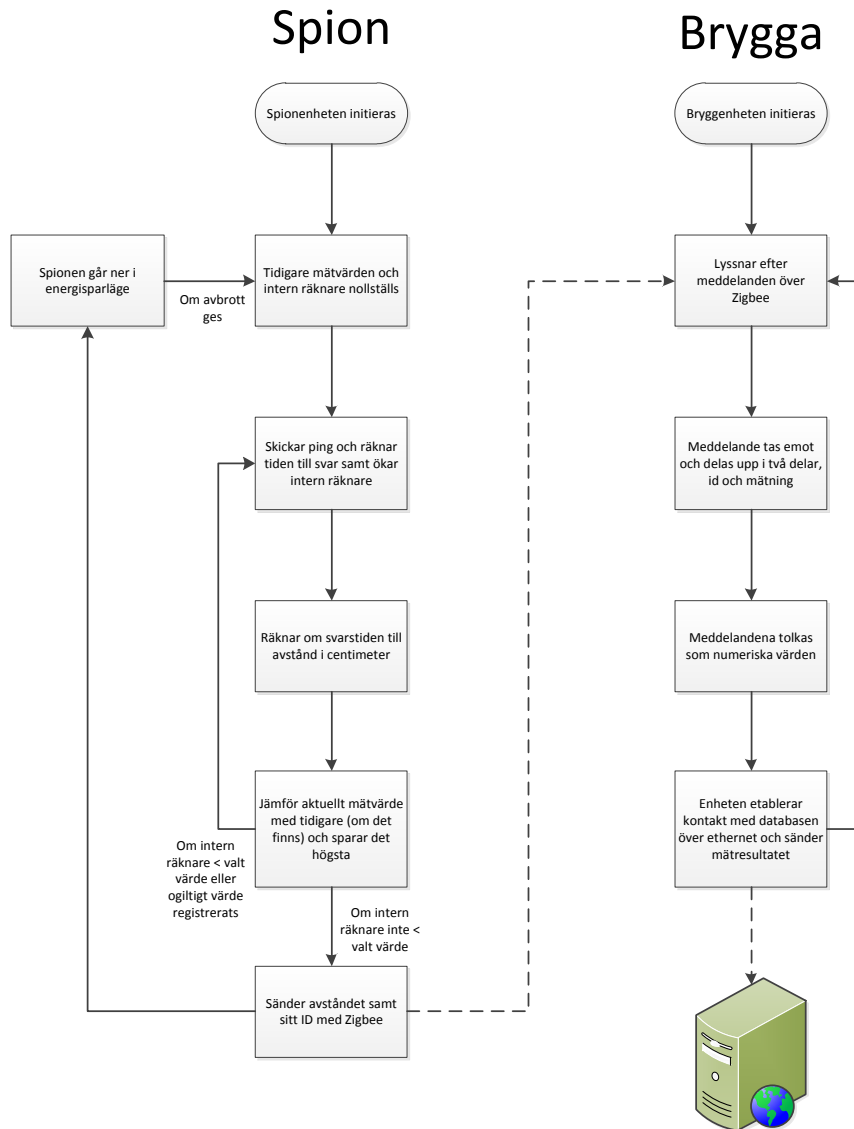 Spion
Spionenheten initieras
Spionen går ner i
energisparläge
Om avbrott
ges
Tidigare mätvärden och
intern räknare nollställs
Skickar ping och räknar
tiden till svar samt ökar
intern räknare
Räknar om svarstiden till
avstånd i centimeter
Jämför aktuellt mätvärde
med tidigare (om det
finns) och sparar det
högsta
Om intern
räknare < valt
värde eller
ogiltigt värde
registrerats
Om intern
räknare inte <
valt värde
Sänder avståndet samt
sitt ID med Zigbee
Brygga
Bryggenheten initieras
Lyssnar efter
meddelanden över
Zigbee
Meddelande tas emot
och delas upp i två delar,
id och mätning
Meddelandena tolkas
som numeriska värden
Enheten etablerar
kontakt med databasen
över ethernet och sänder
mätresultatet